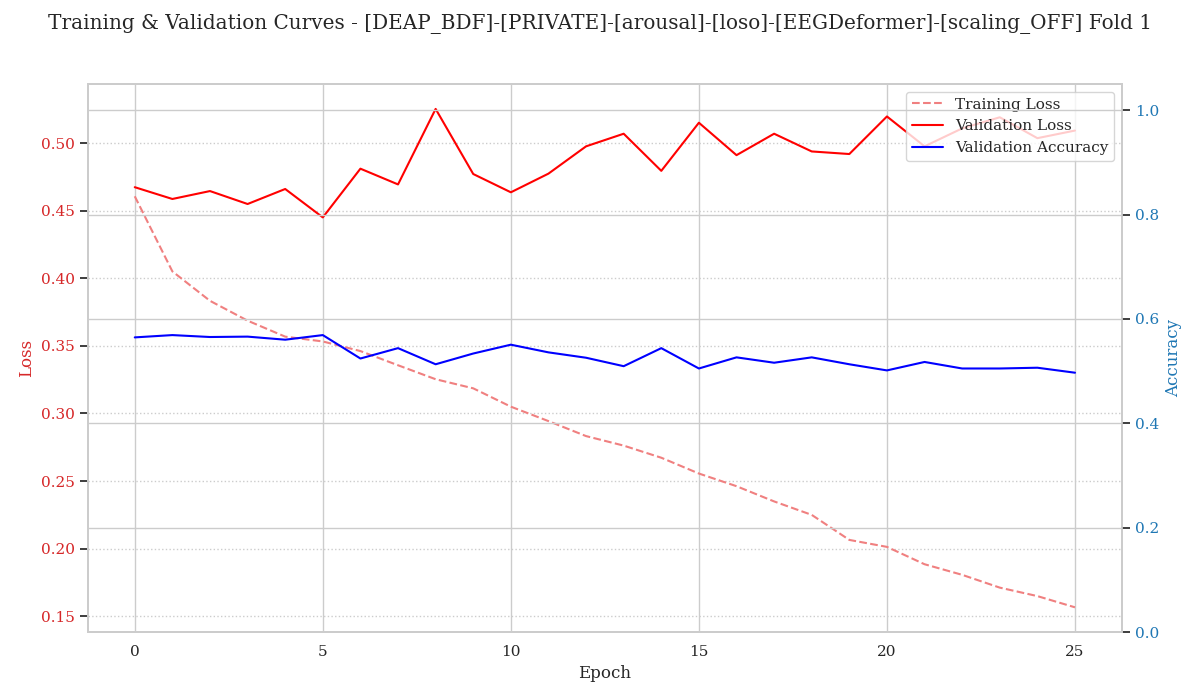 Training & Validation Curves - [DEAP_BDF]-[PRIVATE]-[arousal]-[loso]-[EEGDeformer]-[scaling_OFF] Fold 1
Training Loss
Validation Loss
Validation Accuracy
Loss
0.50
0.45
0.40
0.35
0.30
0.25
0.20
0.15
1.0
0.8
0.6
0.4
0.2
0.0
Accuracy
0 5 10 15 20 25
Epoch